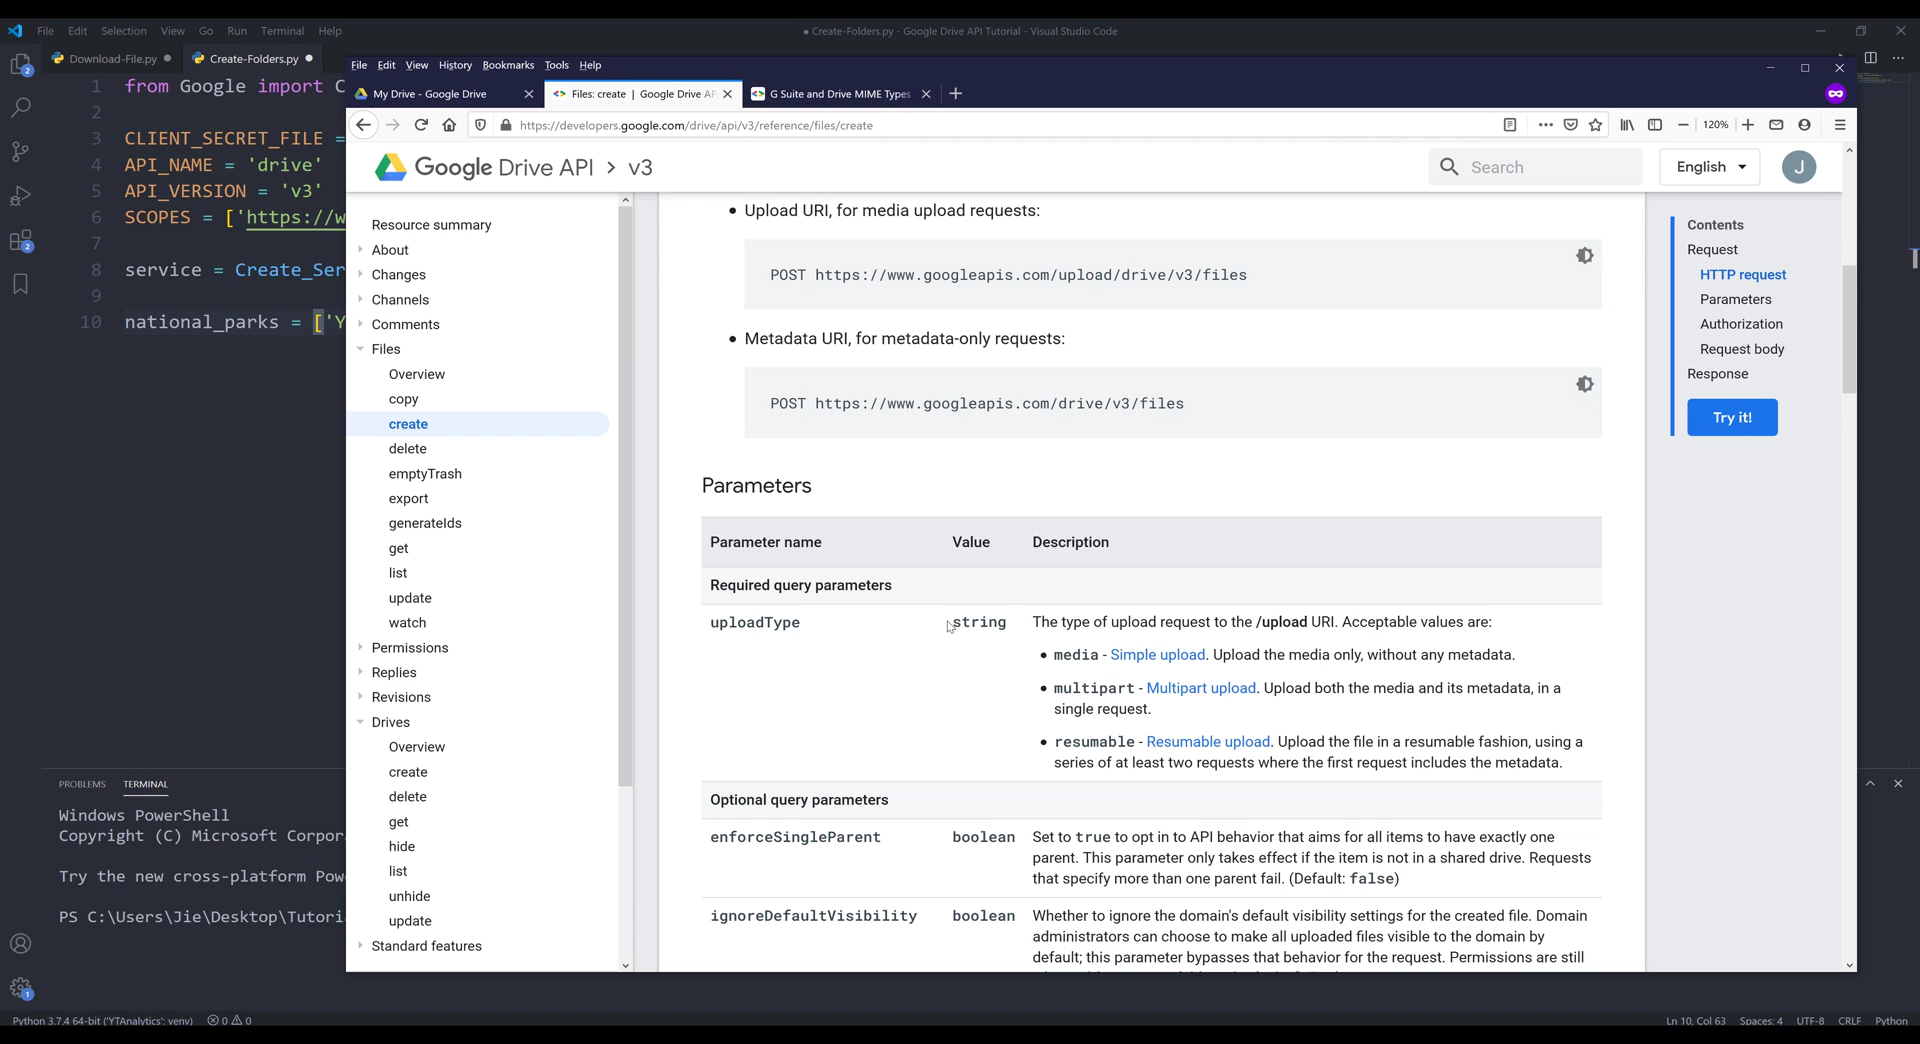 File Edit Selection View Go Run Terminal Help
● Create-Folders.py - Google Drive API Tutorial - Visual Studio Code
Download-File.py ●
Create-Folders.py ●
1 from Google import C
2
3 CLIENT_SECRET_FILE =
4 API_NAME = 'drive'
5 API_VERSION = 'v3'
6 SCOPES = ['https://w
7
8 service = Create_Ser
9
10 national_parks = ['Y
PROBLEMS TERMINAL
Windows PowerShell
Copyright (C) Microsoft Corpor
Try the new cross-platform Pow
PS C:\Users\Jie\Desktop\Tutori
File Edit View History Bookmarks Tools Help
My Drive - Google Drive
Files: create | Google Drive AP
G Suite and Drive MIME Types
https://developers.google.com/drive/api/v3/reference/files/create
120%
Google Drive API > v3
Search
English
J
Resource summary
About
Changes
Channels
Comments
Files
Overview
copy
create
delete
emptyTrash
export
generateIds
get
list
update
watch
Permissions
Replies
Revisions
Drives
Overview
create
delete
get
hide
list
unhide
update
Standard features
• Upload URI, for media upload requests:
POST https://www.googleapis.com/upload/drive/v3/files
• Metadata URI, for metadata-only requests:
POST https://www.googleapis.com/drive/v3/files
Parameters
Parameter name Value Description
Required query parameters
uploadType string The type of upload request to the /upload URI. Acceptable values are:
• media - Simple upload. Upload the media only, without any metadata.
• multipart - Multipart upload. Upload both the media and its metadata, in a
single request.
• resumable - Resumable upload. Upload the file in a resumable fashion, using a
series of at least two requests where the first request includes the metadata.
Optional query parameters
enforceSingleParent boolean Set to true to opt in to API behavior that aims for all items to have exactly one
parent. This parameter only takes effect if the item is not in a shared drive. Requests
that specify more than one parent fail. (Default: false)
ignoreDefaultVisibility boolean Whether to ignore the domain's default visibility settings for the created file. Domain
administrators can choose to make all uploaded files visible to the domain by
default; this parameter bypasses that behavior for the request. Permissions are still
Contents
Request
HTTP request
Parameters
Authorization
Request body
Response
Try it!
2
2
1
Python 3.7.4 64-bit ('YTAnalytics': venv) 0 0
Ln 10, Col 63 Spaces: 4 UTF-8 CRLF Python